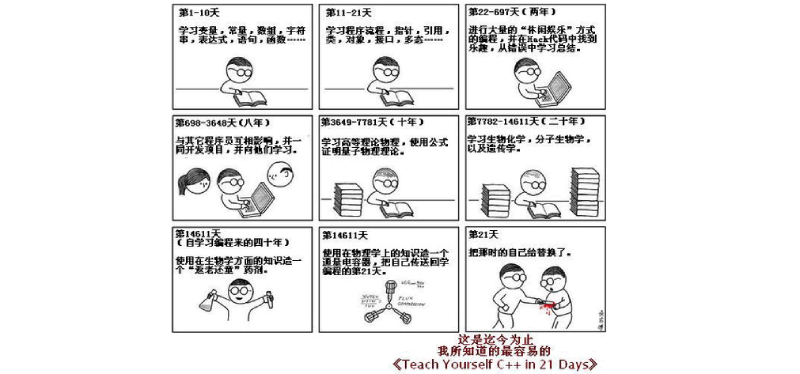 第1-10天
学习变量，常量，数组，字符
串，表达式，语句，函数……
第11-21天
学习程序流程，指针，引用，
类，对象，接口，多态……
第22-697天（两年）
进行大量的“休闲娱乐”方式
的编程，并在Hack代码中找到
乐趣，从错误中学习总结。
第698-3648天(八年)
与其它程序员互相影响，并一
同开发项目，并向他们学习。
第3649-7781天（十年）
学习高等理论物理，使用公式
证明量子物理理论。
第7782-14611天（二十年）
学习生物化学，分子生物学，
以及遗传学。
第14611天
（自学习编程来的四十年）
使用在生物学方面的知识造一
个“返老还童”药剂。
第14611天
使用在物理学上的知识造一个
通量电容器，把自己传送回学
编程的第21天。
FLUX
第21天
把那时的自己给替换了。
这是迄今为止
我所知道的最容易的
《Teach Yourself C++ in 21 Days》